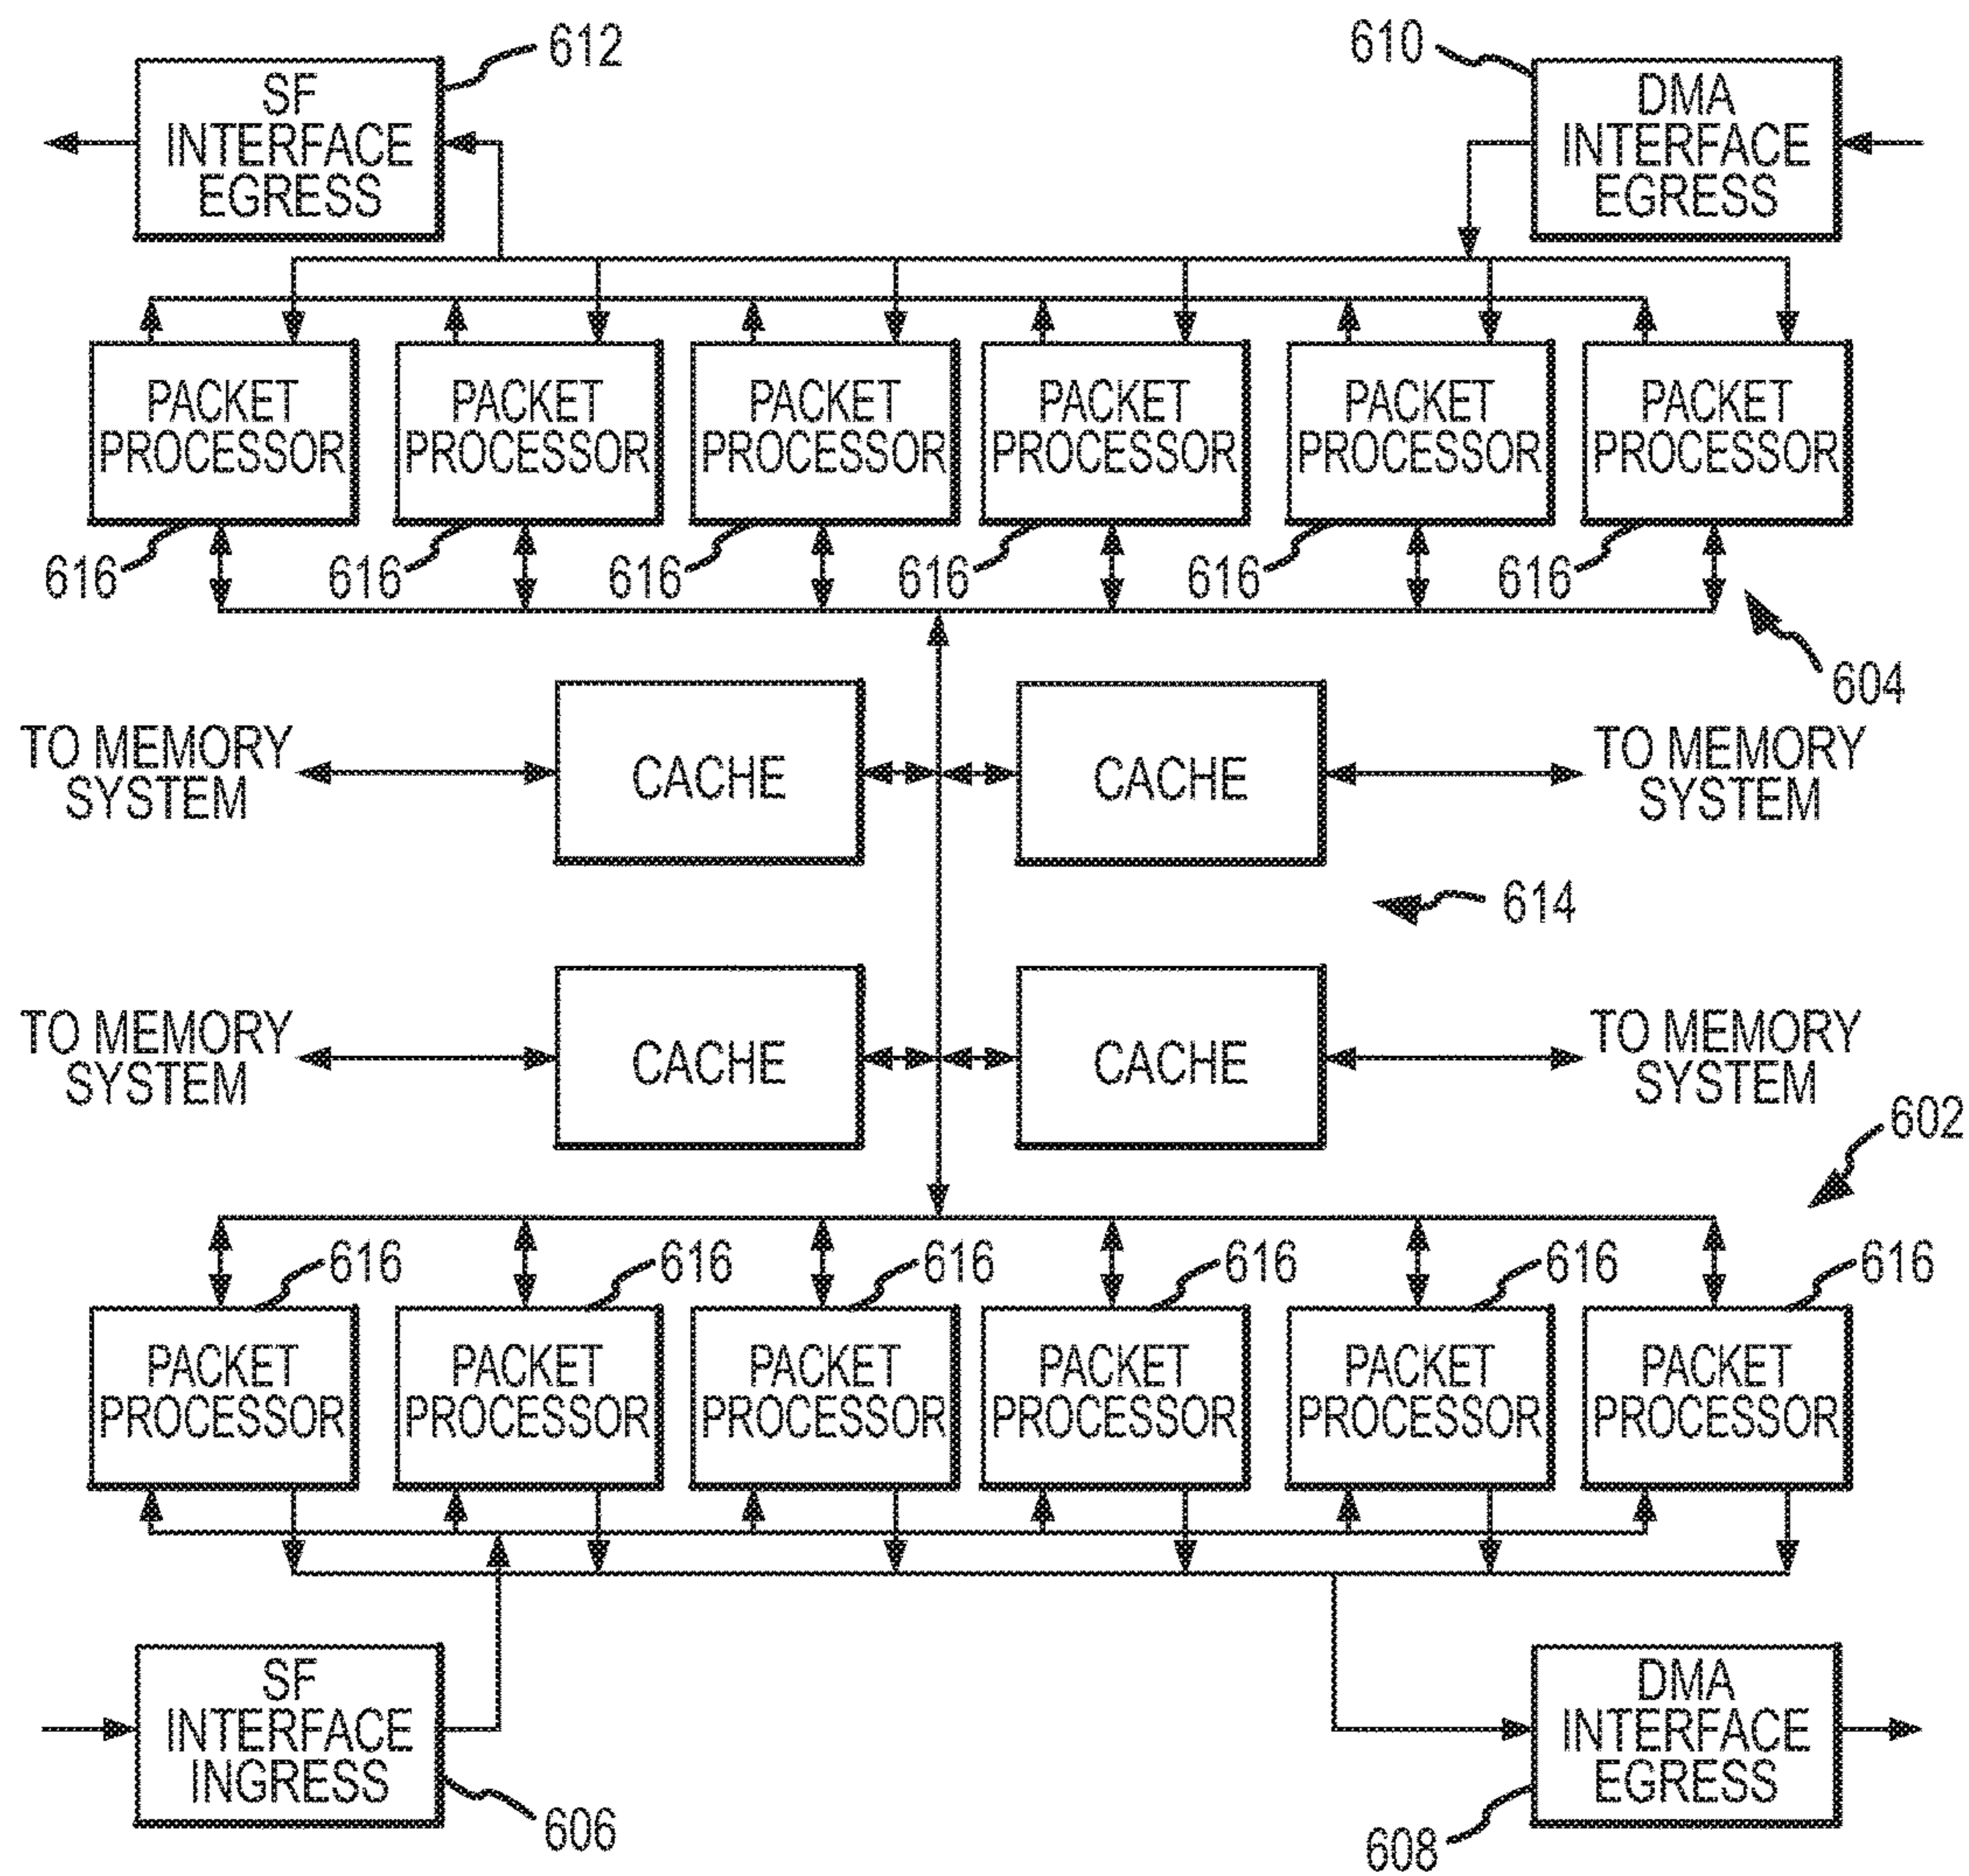 612
610
SF
INTERFACE
EGRESS
DMA
INTERFACE
EGRESS
PACKET
PROCESSOR
PACKET
PROCESSOR
PACKET
PROCESSOR
PACKET
PROCESSOR
PACKET
PROCESSOR
PACKET
PROCESSOR
616
616
616
616
616
616
604
TO MEMORY
SYSTEM
CACHE
CACHE
TO MEMORY
SYSTEM
614
TO MEMORY
SYSTEM
CACHE
CACHE
TO MEMORY
SYSTEM
602
616
616
616
616
616
616
PACKET
PROCESSOR
PACKET
PROCESSOR
PACKET
PROCESSOR
PACKET
PROCESSOR
PACKET
PROCESSOR
PACKET
PROCESSOR
SF
INTERFACE
INGRESS
DMA
INTERFACE
EGRESS
606
608